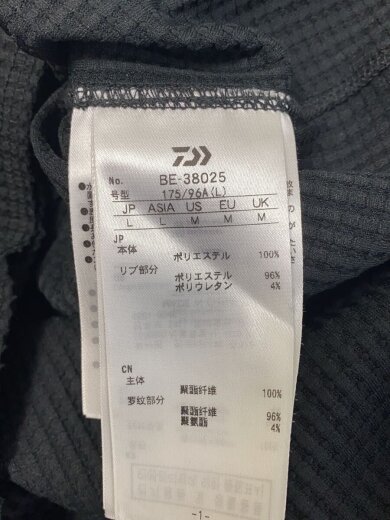 No. BE-38025
号型 175/96A(L)
JP ASIA US EU UK
L L M M M
JP
本体 ポリエステル 100%
リブ部分 ポリエステル 96%
ポリウレタン 4%
CN
主体 聚酯纤维 100%
罗纹部分 聚酯纤维 96%
聚氨酯 4%
-1-